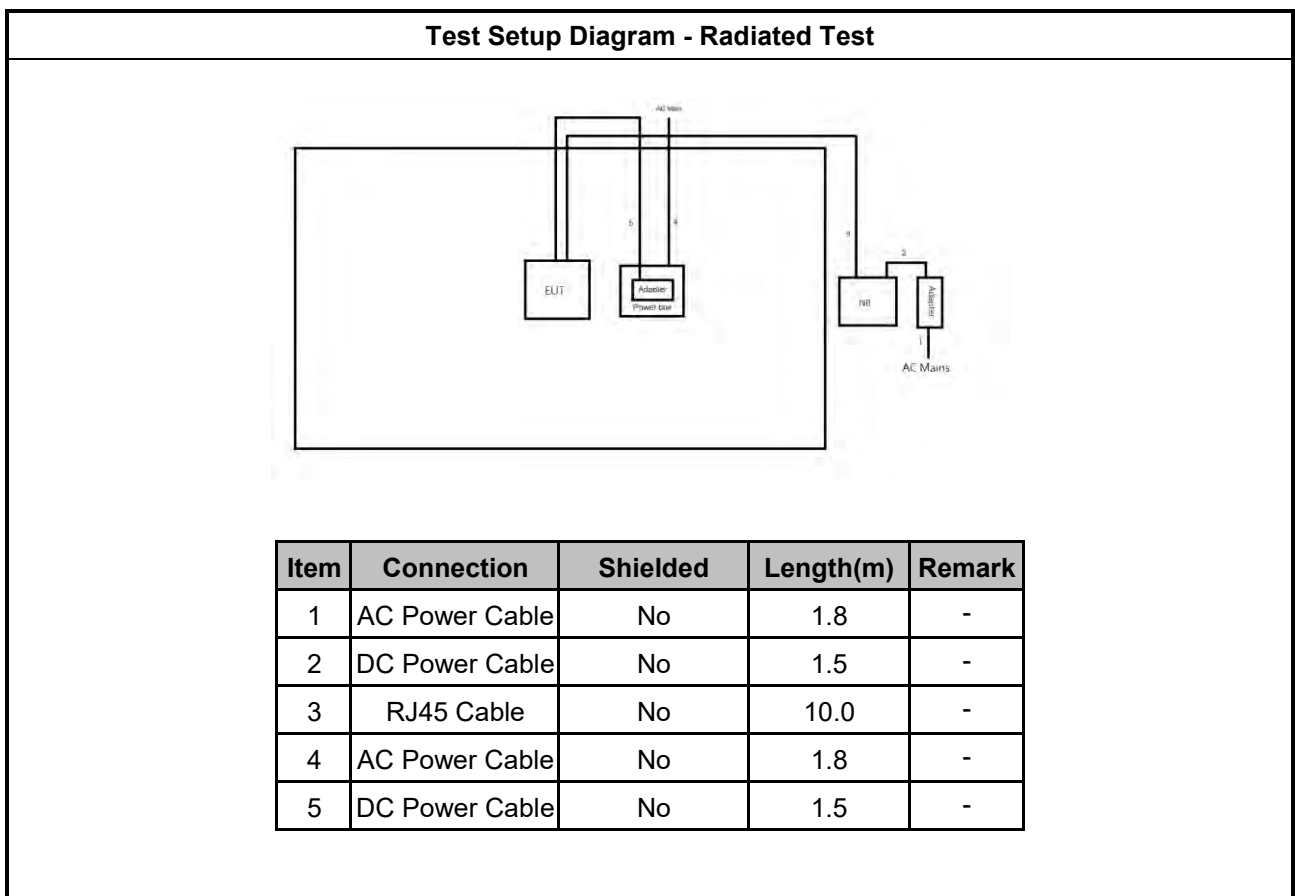 Test Setup Diagram - Radiated Test
AC Main
5
4
3
2
EUT
Adapter
Power box
NB
Adapter
1
AC Mains
Item Connection Shielded Length(m) Remark
1 AC Power Cable No 1.8 -
2 DC Power Cable No 1.5 -
3 RJ45 Cable No 10.0 -
4 AC Power Cable No 1.8 -
5 DC Power Cable No 1.5 -